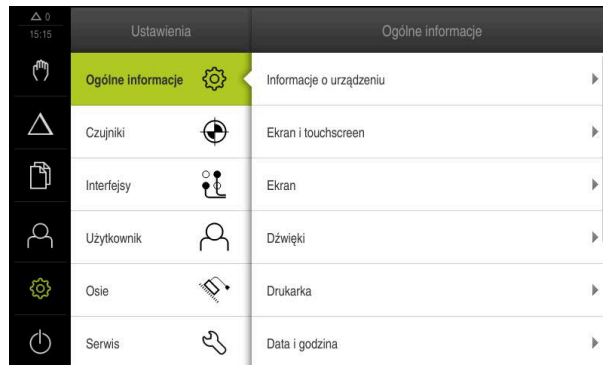 △ 0
15:15
Ustawienia
Ogólne informacje
Ogólne informacje
Czujniki
Interfejsy
Użytkownik
Osie
Serwis
Informacje o urządzeniu
Ekran i touchscreen
Ekran
Dźwięki
Drukarka
Data i godzina